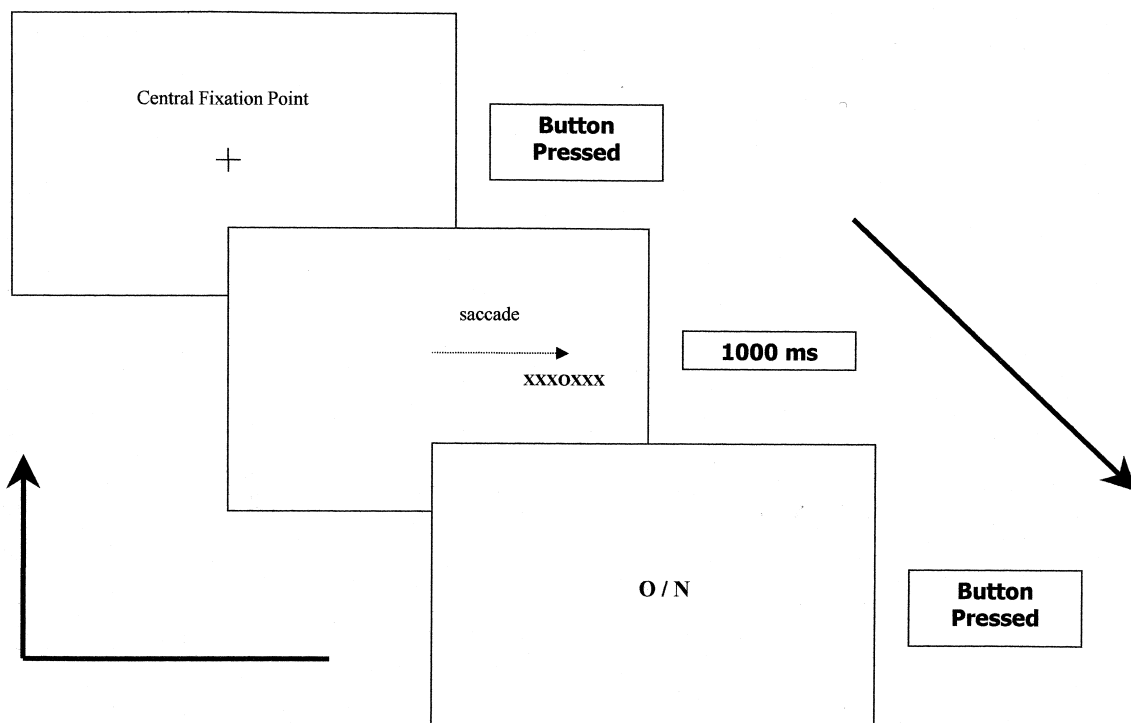 Central Fixation Point
Button
Pressed
saccade
XXXOXXX
1000 ms
O / N
Button
Pressed